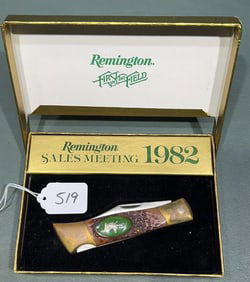 Remington
FIRST IN THE FIELD
Remington
SALES MEETING 1982
519